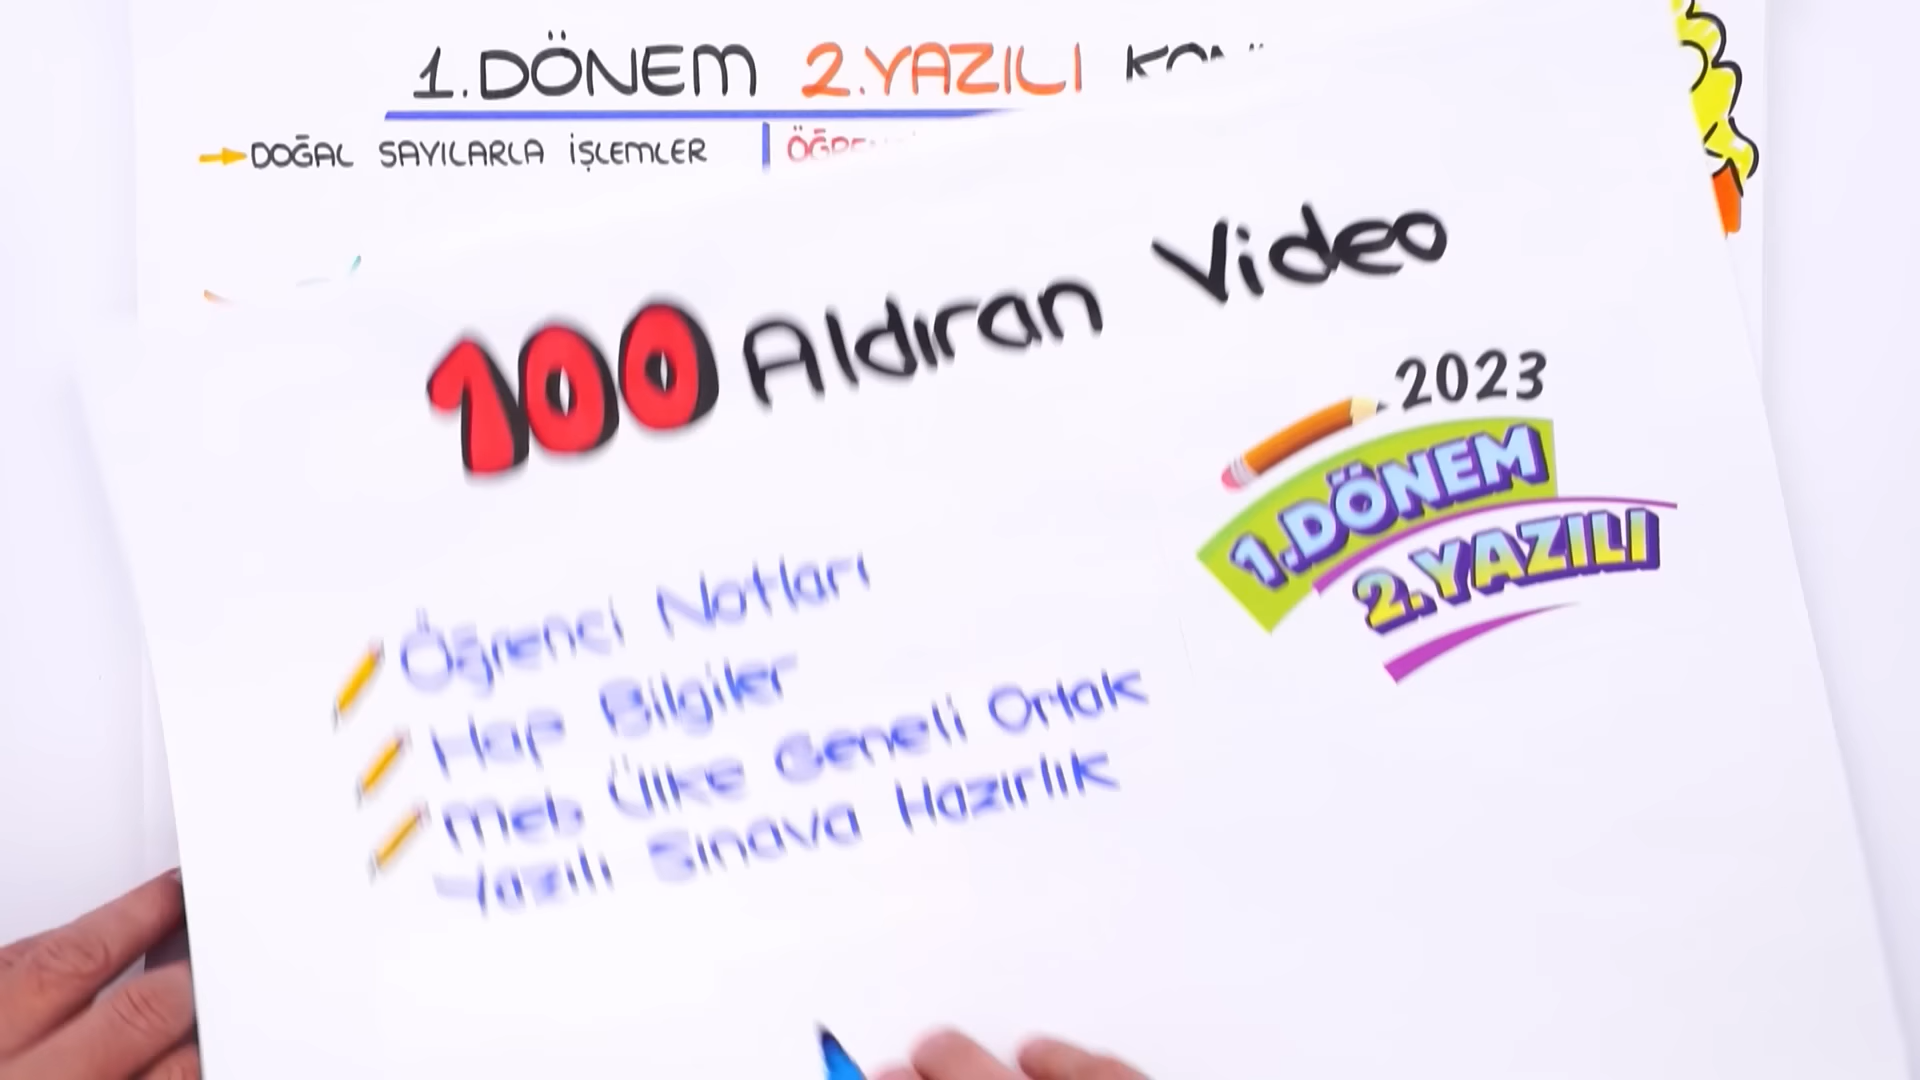 1.DÖNEM 2.YAZILI
DOĞAL SAYILARLA İŞLEMLER
100 Aldıran Video
2023
1.DÖNEM
2.YAZILI
Öğrenci Notları
Hap Bilgiler
Meb Ülke Geneli Ortak
Yazılı Sınava Hazırlık